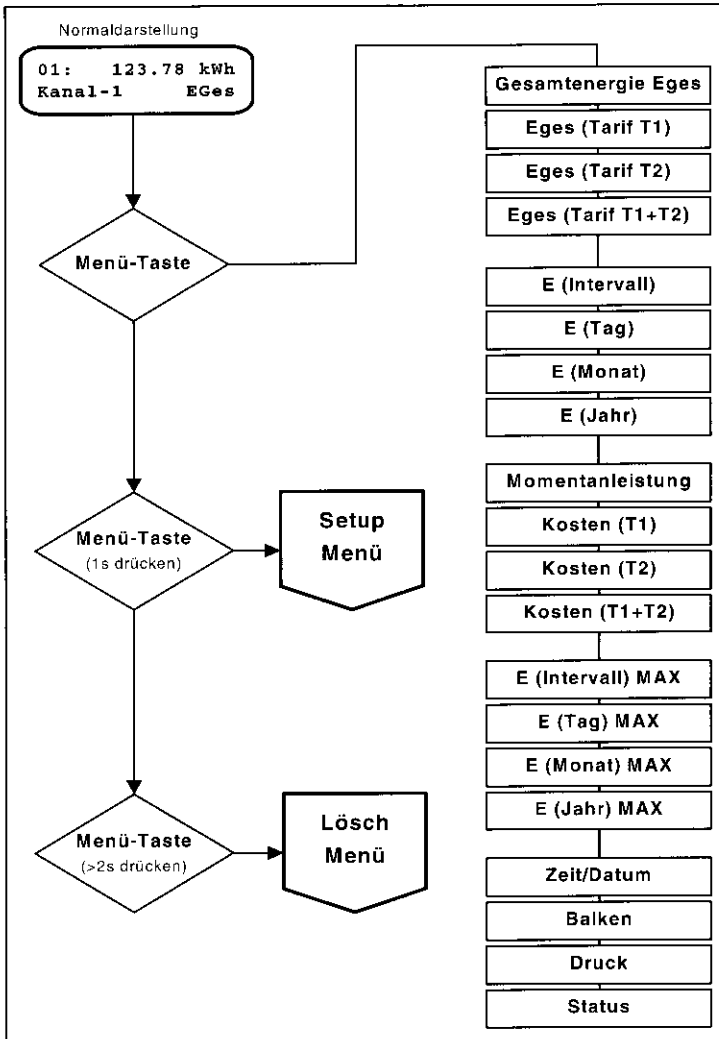 Normaldarstellung
01: 123.78 kWh
Kanal-1 EGes
Menü-Taste
Menü-Taste
(1s drücken)
Setup
Menü
Menü-Taste
(>2s drücken)
Lösch
Menü
Gesamtenergie Eges
Eges (Tarif T1)
Eges (Tarif T2)
Eges (Tarif T1+T2)
E (Intervall)
E (Tag)
E (Monat)
E (Jahr)
Momentanleistung
Kosten (T1)
Kosten (T2)
Kosten (T1+T2)
E (Intervall) MAX
E (Tag) MAX
E (Monat) MAX
E (Jahr) MAX
Zeit/Datum
Balken
Druck
Status